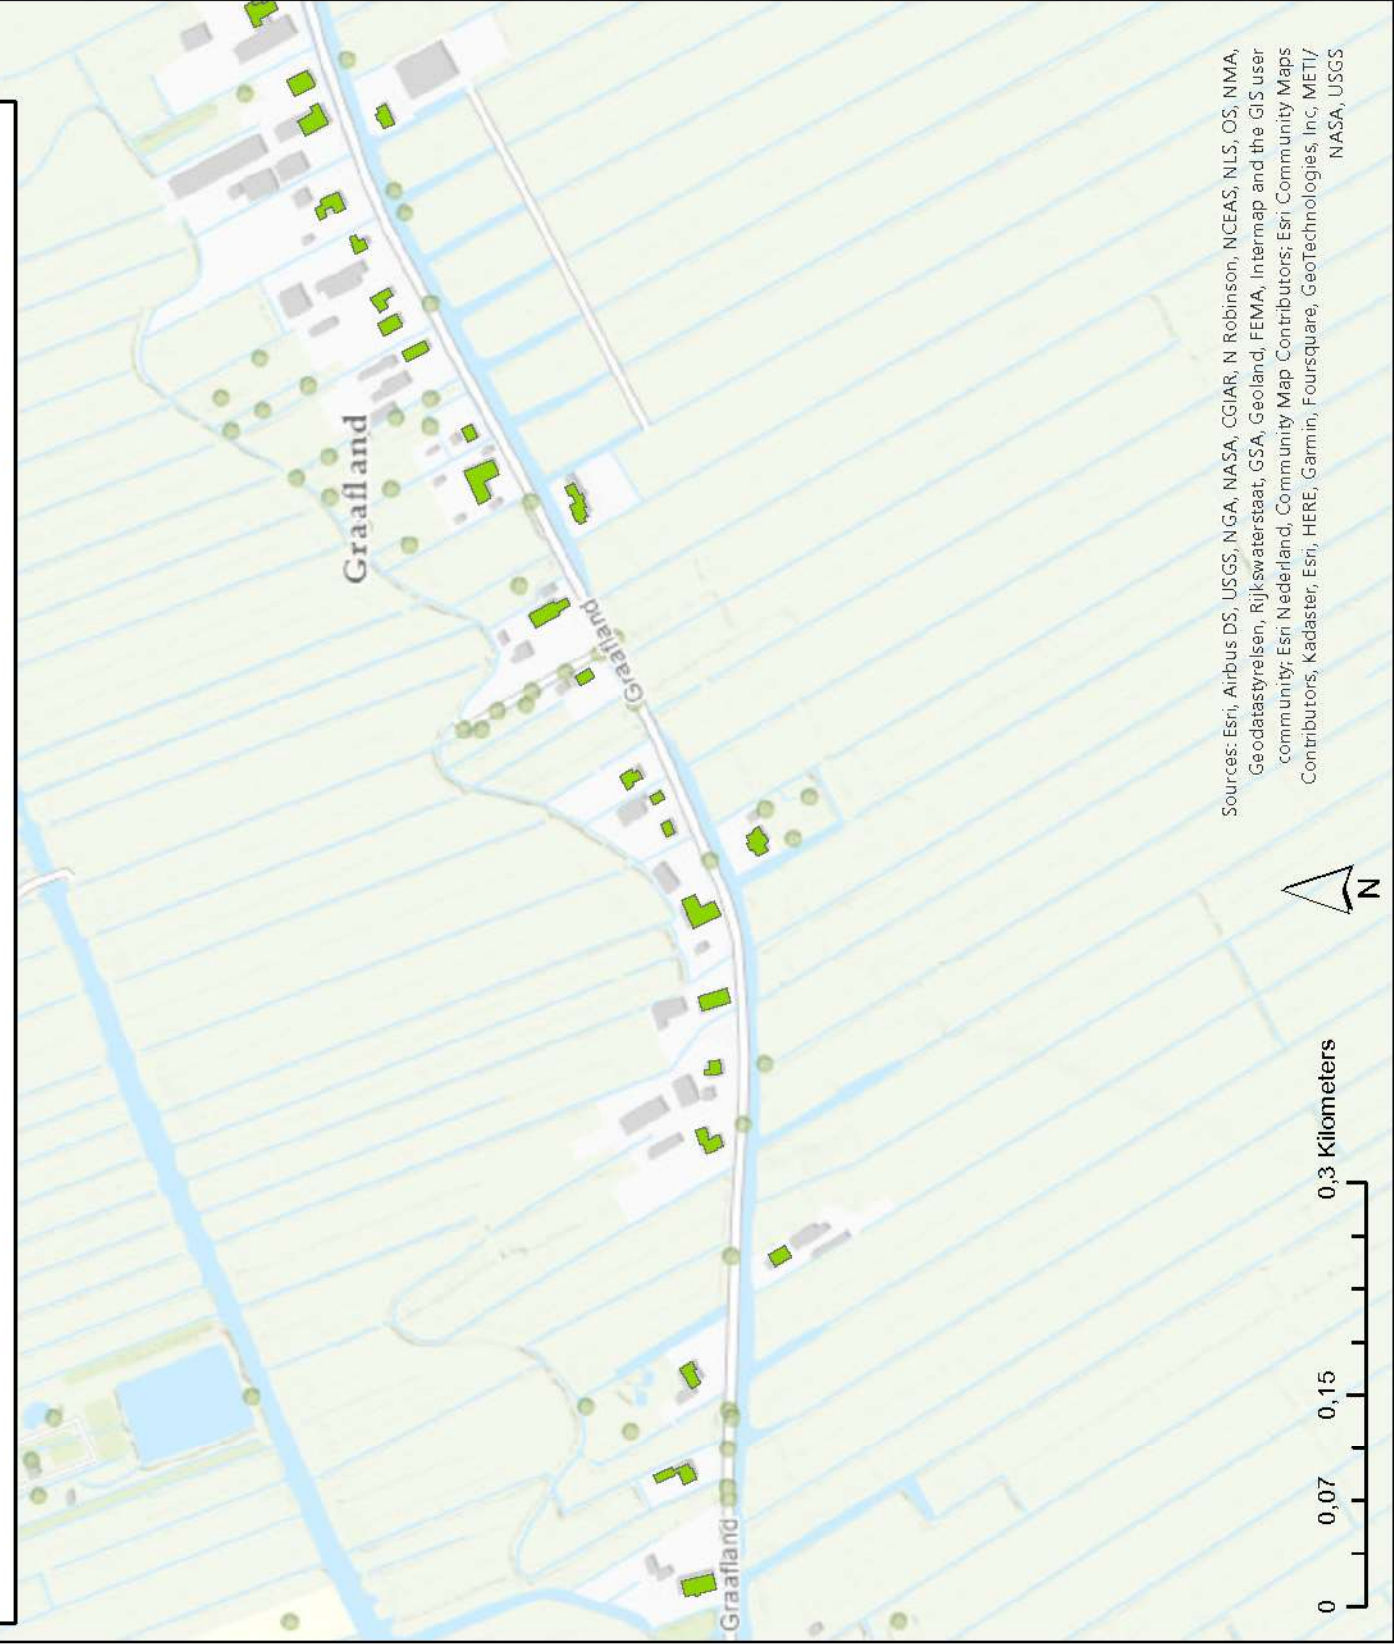 Graafland
Graafland
Graafland
0 0,07 0,15 0,3 Kilometers
N
Sources: Esri, Airbus DS, USGS, NGA, NASA, CGIAR, N Robinson, NCEAS, NLS, OS, NMA,
Geodatastyrelsen, Rijkswaterstaat, GSA, Geoland, FEMA, Intermap and the GIS user
community; Esri Nederland, Community Map Contributors; Esri Community Maps
Contributors, Kadaster, Esri, HERE, Garmin, Foursquare, GeoTechnologies, Inc, METI/
NASA, USGS